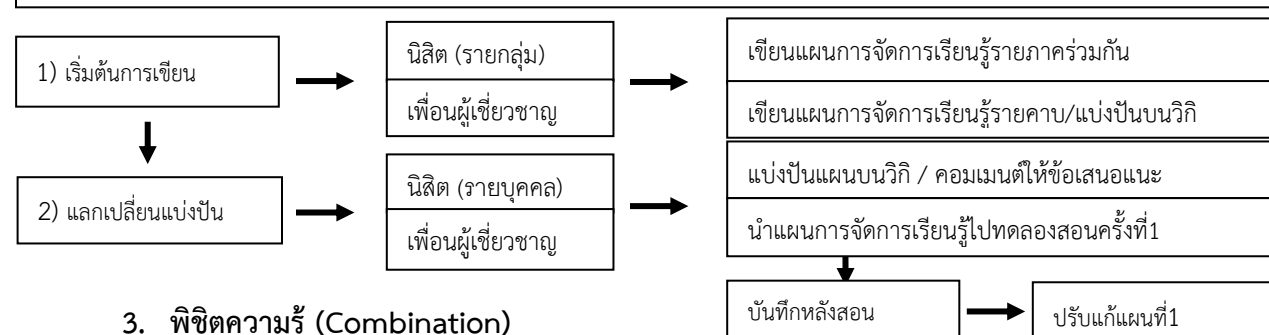 1) เริ่มต้นการเขียน
นิสิต (รายกลุ่ม)
เพื่อนผู้เชี่ยวชาญ
เขียนแผนการจัดการเรียนรู้รายภาคร่วมกัน
เขียนแผนการจัดการเรียนรู้รายคาบ/แบ่งปันบนวิกิ
2) แลกเปลี่ยนแบ่งปัน
นิสิต (รายบุคคล)
เพื่อนผู้เชี่ยวชาญ
แบ่งปันแผนบนวิกิ / คอมเมนต์ให้ข้อเสนอแนะ
นำแผนการจัดการเรียนรู้ไปทดลองสอนครั้งที่1
บันทึกหลังสอน
ปรับแก้แผนที่1
3. พิชิตความรู้ (Combination)